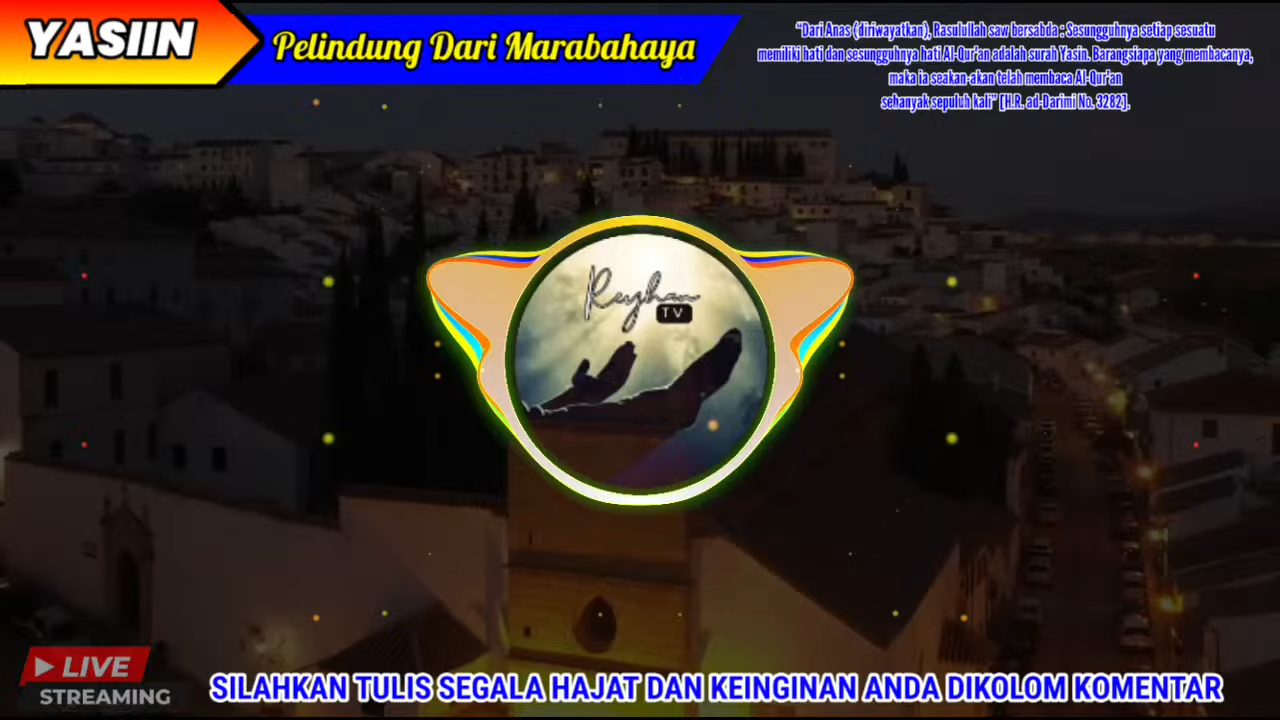 YASIIN
Pelindung Dari Marabahaya
“Dari Anas (diriwayatkan), Rasulullah saw bersabda : Sesungguhnya setiap sesuatu
memiliki hati dan sesungguhnya hati Al-Qur'an adalah surah Yasin. Barangsiapa yang membacanya,
maka ia seakan-akan telah membaca Al-Qur'an
sehanyak sepuluh kali” [H.R. ad-Darimi No. 3282].
Reyhan
TV
LIVE
STREAMING
SILAHKAN TULIS SEGALA HAJAT DAN KEINGINAN ANDA DIKOLOM KOMENTAR